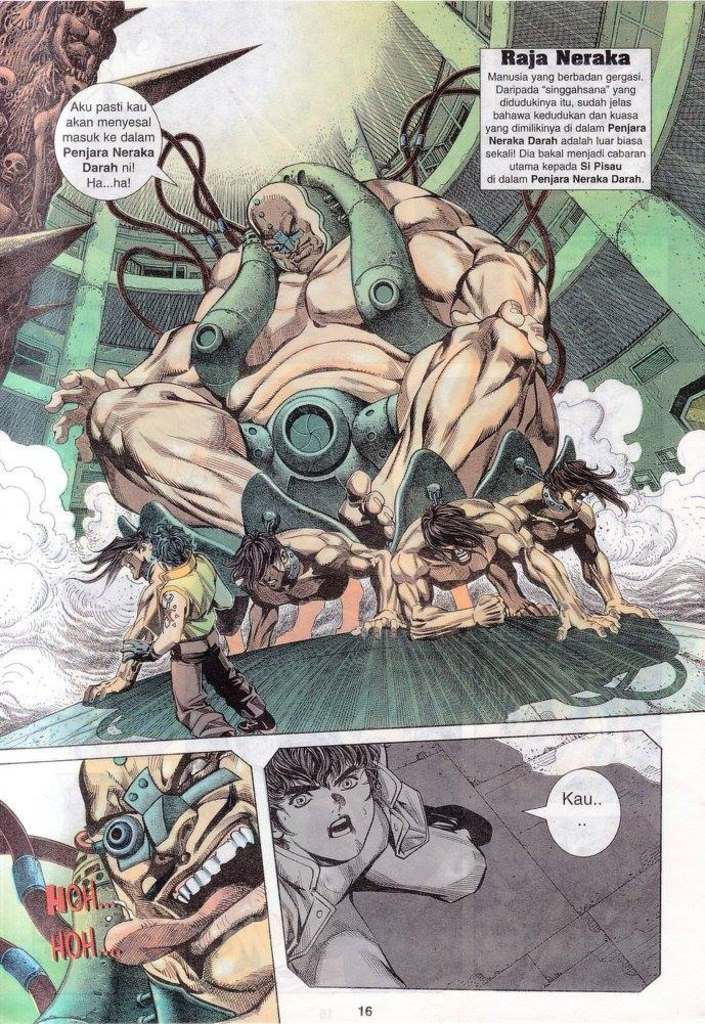 Aku pasti kau
akan menyesal
masuk ke dalam
Penjara Neraka
Darah ni!
Ha...ha!
Raja Neraka
Manusia yang berbadan gergasi.
Daripada “singgahsana” yang
didudukinya itu, sudah jelas
bahawa kedudukan dan kuasa
yang dimilikinya di dalam Penjara
Neraka Darah adalah luar biasa
sekali! Dia bakal menjadi cabaran
utama kepada Si Pisau
di dalam Penjara Neraka Darah.
HOH...
HOH...
Kau..
..
16